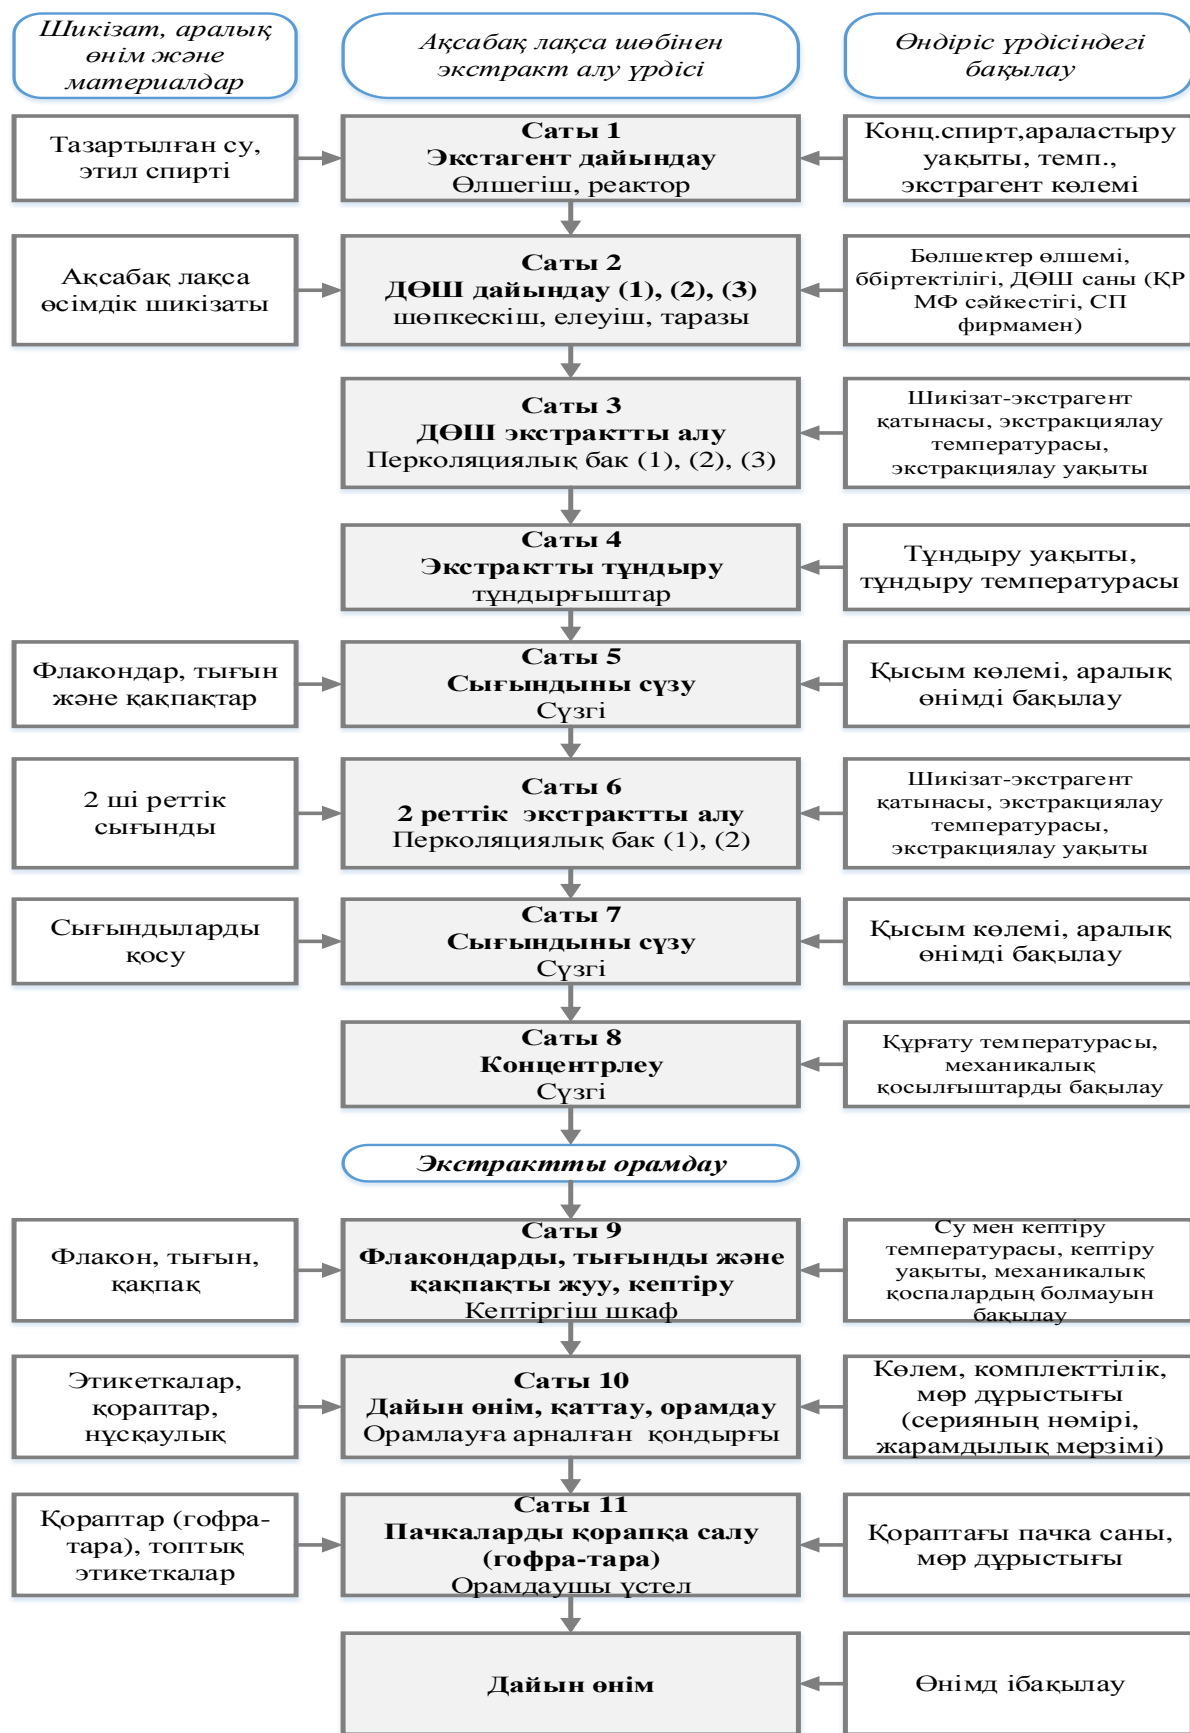 Шикізат, аралық
өнім және
материалдар
Ақсабақ лақса шөбінен
экстракт алу үрдісі
Өндіріс үрдісіндегі
бақылау
Тазартылған су,
этил спирті
Саты 1
Экстагент дайындау
Өлшегіш, реактор
Конц.спирт,араластыру
уақыты, темп.,
экстрагент көлемі
Ақсабақ лақса
өсімдік шикізаты
Саты 2
ДӨШ дайындау (1), (2), (3)
шөпкескіш, елеуіш, таразы
Бөлшектер өлшемі,
ббіртектілігі, ДӨШ саны (ҚР
МФ сәйкестігі, СП
фирмамен)
Саты 3
ДӨШ экстрактты алу
Перколяциялық бак (1), (2), (3)
Шикізат-экстрагент
қатынасы, экстракциялау
температурасы,
экстракциялау уақыты
Саты 4
Экстрактты тұндыру
тұндырғыштар
Тұндыру уақыты,
тұндыру температурасы
Флакондар, тығын
және қақпақтар
Саты 5
Сығындыны сүзу
Сүзгі
Қысым көлемі, аралық
өнімді бақылау
2 ші реттік
сығынды
Саты 6
2 реттік  экстрактты алу
Перколяциялық бак (1), (2)
Шикізат-экстрагент
қатынасы, экстракциялау
температурасы,
экстракциялау уақыты
Сығындыларды
қосу
Саты 7
Сығындыны сүзу
Сүзгі
Қысым көлемі, аралық
өнімді бақылау
Саты 8
Концентрлеу
Сүзгі
Құрғату температурасы,
механикалық
қосылғыштарды бақылау
Экстрактты орамдау
Флакон, тығын,
қақпақ
Саты 9
Флакондарды, тығынды және
қақпақты жуу, кептіру
Кептіргіш шкаф
Су мен кептіру
температурасы, кептіру
уақыты, механикалық
қоспалардың болмауын
бақылау
Этикеткалар,
қораптар,
нұсқаулық
Саты 10
Дайын өнім, қаттау, орамдау
Орамлауға арналған  қондырғы
Көлем, комплекттілік,
мөр дұрыстығы
(серияның нөмірі,
жарамдылық мерзімі)
Қораптар (гофра-
тара), топтық
этикеткалар
Саты 11
Пачкаларды қорапқа салу
(гофра-тара)
Орамдаушы үстел
Қораптағы пачка саны,
мөр дұрыстығы
Дайын өнім
Өнімд ібақылау